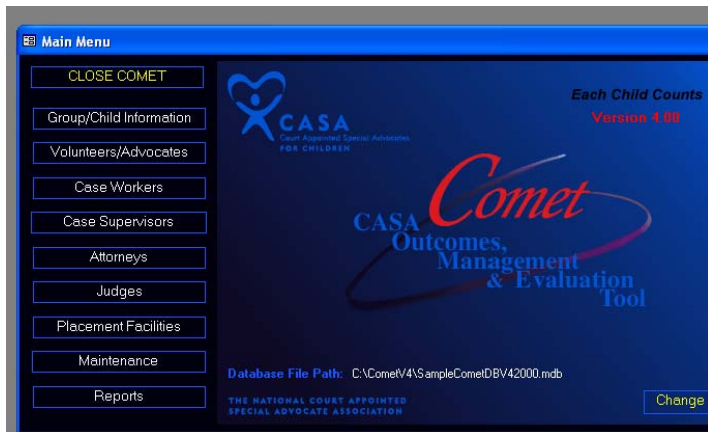 Main Menu
CLOSE COMET
Group/Child Information
Volunteers/Advocates
Case Workers
Case Supervisors
Attorneys
Judges
Placement Facilities
Maintenance
Reports
CASA
Court Appointed Special Advocates
FOR CHILDREN
Each Child Counts
Version 4.08
Comet
CASA
Outcomes,
Management
& Evaluation
Tool
Database File Path: C:\CometV4\SampleCometDBV42000.mdb
THE NATIONAL COURT APPOINTED
SPECIAL ADVOCATE ASSOCIATION
Change